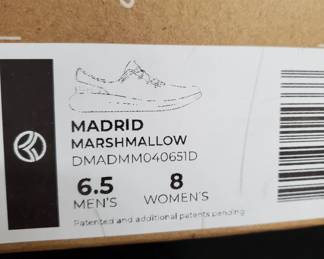 MADRID
MARSHMALLOW
DMADMM040651D
6.5 8
MEN'S WOMEN'S
Patented and additional patents pending